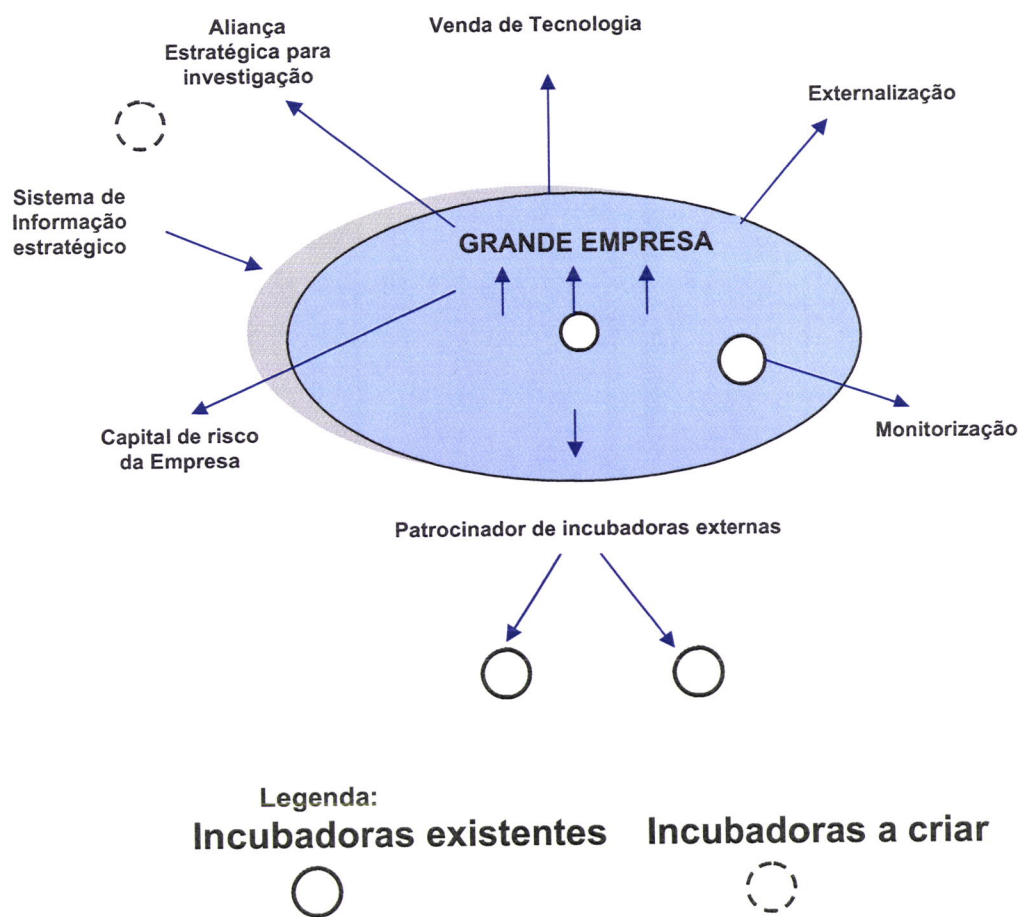 Aliança
Estratégica para
investigação
Venda de Tecnologia
Externalização
Sistema de
Informação
estratégico
GRANDE EMPRESA
Capital de risco
da Empresa
Monitorização
Patrocinador de incubadoras externas
Legenda:
Incubadoras existentes
Incubadoras a criar